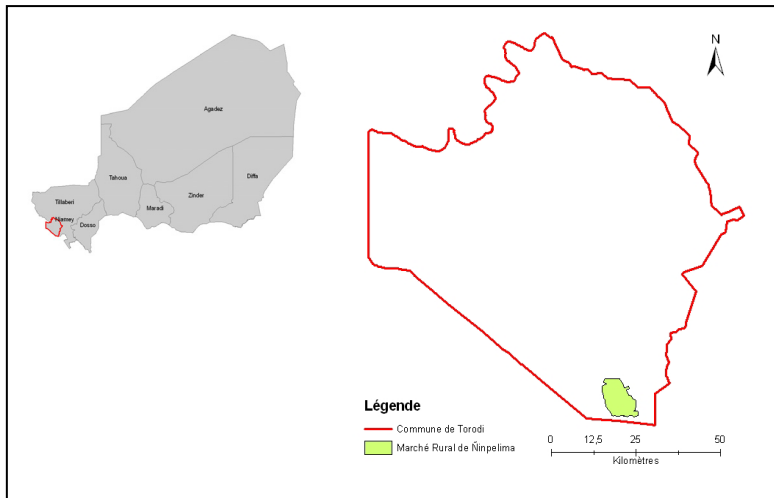 N
Agadez
Tahoua
Diffa
Zinder
Tillaberi
Maradi
Niamey
Dosso
Légende
Commune de Torodi
Marché Rural de Ñinpelima
0 12,5 25 50
Kilomètres